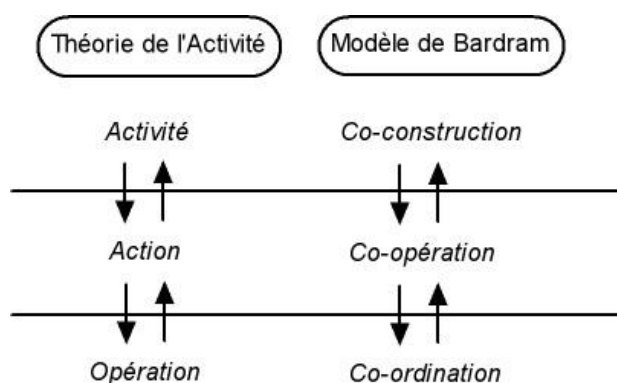 Théorie de l'Activité
Modèle de Bardram
Activité
Co-construction
Action
Co-opération
Opération
Co-ordination